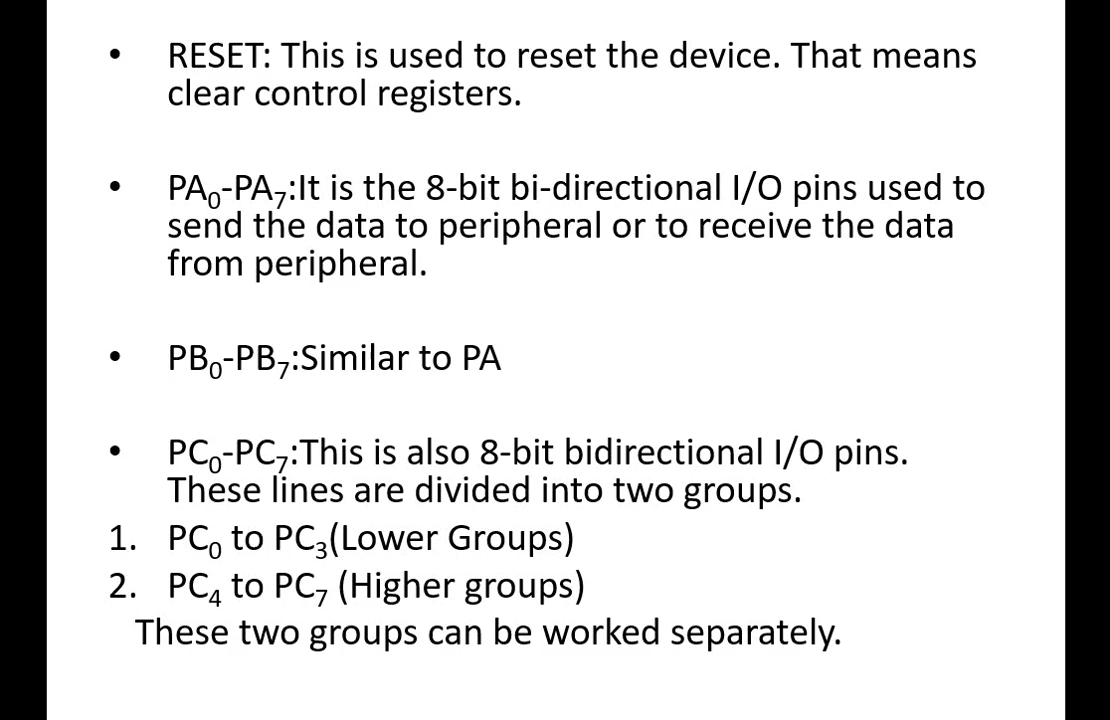 • RESET: This is used to reset the device. That means
clear control registers.
• PA₀-PA₇:It is the 8-bit bi-directional I/O pins used to
send the data to peripheral or to receive the data
from peripheral.
• PB₀-PB₇:Similar to PA
• PC₀-PC₇:This is also 8-bit bidirectional I/O pins.
These lines are divided into two groups.
1. PC₀ to PC₃(Lower Groups)
2. PC₄ to PC₇ (Higher groups)
These two groups can be worked separately.